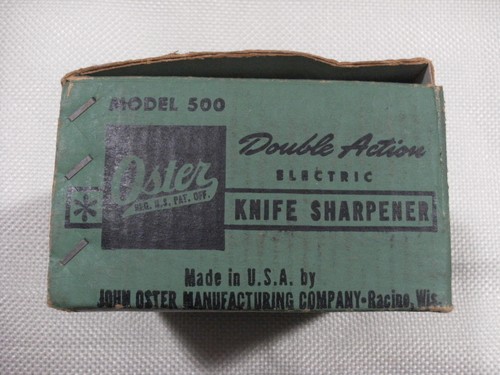 MODEL 500
Oster
REG. U.S. PAT. OFF.
Double Action
ELECTRIC
KNIFE SHARPENER
Made in U.S.A. by
JOHN OSTER MANUFACTURING COMPANY·Racine, Wis.